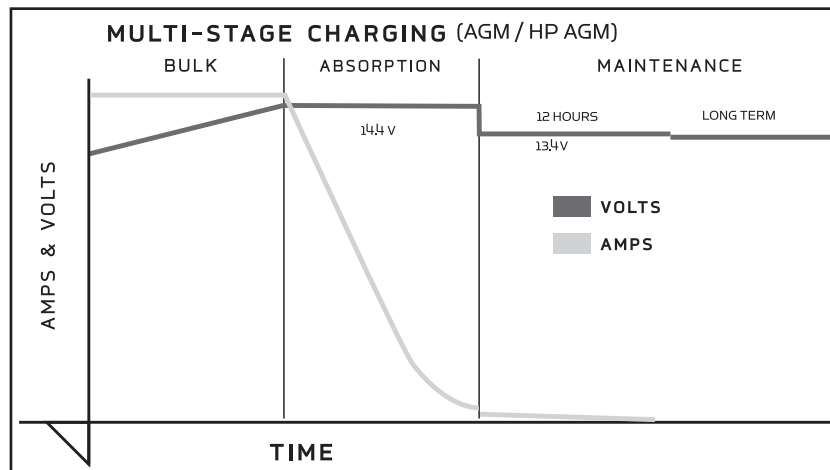 MULTI-STAGE CHARGING (AGM / HP AGM)
BULK
ABSORPTION
MAINTENANCE
12 HOURS
LONG TERM
14.4 V
13.4 V
VOLTS
AMPS
AMPS & VOLTS
TIME